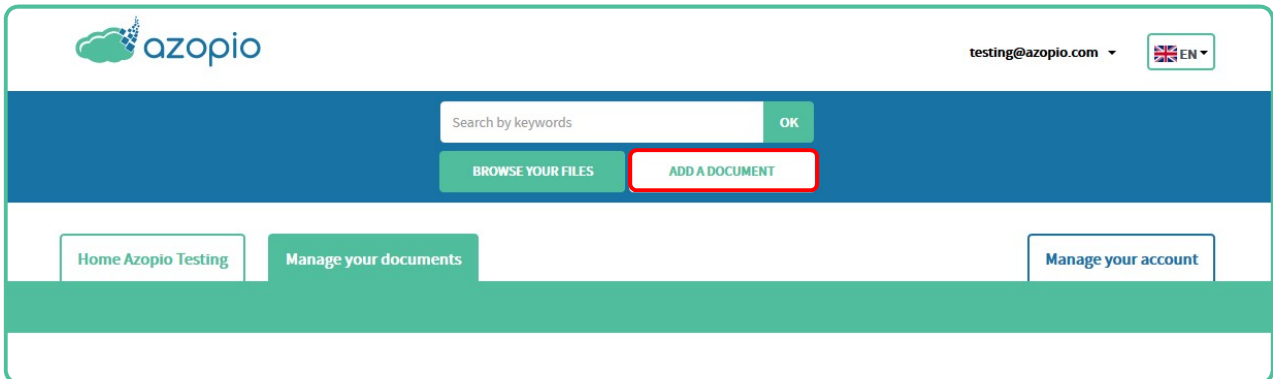 azopio
testing@azopio.com
EN
Search by keywords
OK
BROWSE YOUR FILES
ADD A DOCUMENT
Home Azopio Testing
Manage your documents
Manage your account